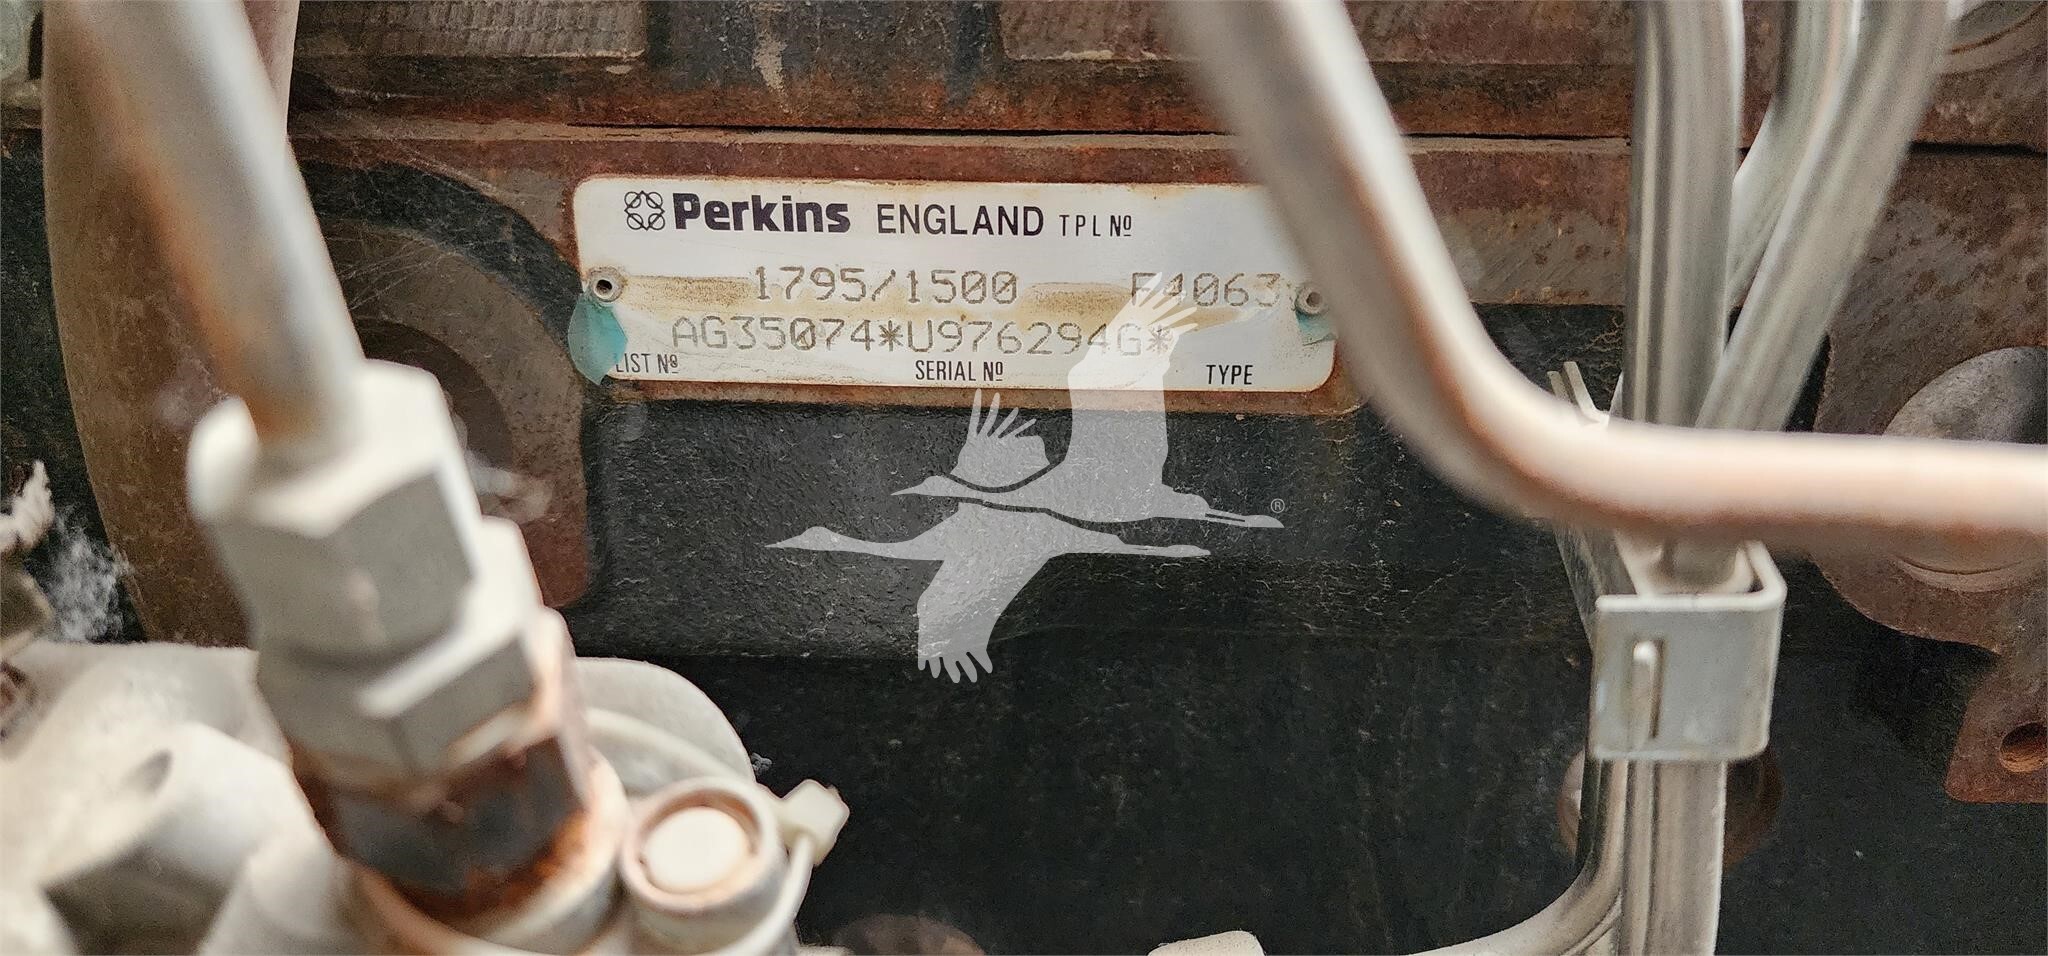 Perkins ENGLAND TPL Nº
1795/1500 F4063
AG35074*U976294G*
LIST Nº SERIAL Nº TYPE
®